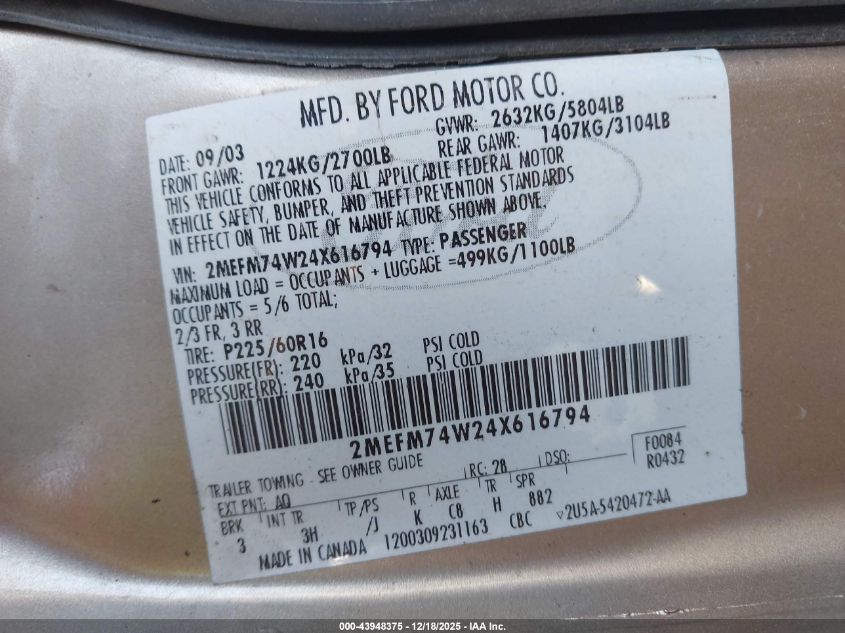 MFD. BY FORD MOTOR CO.
DATE: 09/03 GVWR: 2632KG/5804LB
FRONT GAWR: 1224KG/2700LB REAR GAWR: 1407KG/3104LB
THIS VEHICLE CONFORMS TO ALL APPLICABLE FEDERAL MOTOR
VEHICLE SAFETY, BUMPER, AND THEFT PREVENTION STANDARDS
IN EFFECT ON THE DATE OF MANUFACTURE SHOWN ABOVE.
VIN: 2MEFM74W24X616794 TYPE: PASSENGER
MAXIMUM LOAD = OCCUPANTS + LUGGAGE =499KG/1100LB
OCCUPANTS = 5/6 TOTAL;
2/3 FR, 3 RR
TIRE: P225/60R16
PRESSURE(FR): 220 kPa/32 PSI COLD
PRESSURE(RR): 240 kPa/35 PSI COLD
2MEFM74W24X616794
TRAILER TOWING - SEE OWNER GUIDE
EXT PNT: AQ RC: 28 DSO: F0084
R0432
BRK INT TR TP/PS R AXLE TR SPR
3 3H /J K C8 H 882
MADE IN CANADA 1200309231163 CBC 2U5A-5420472-AA
000-43948375 - 12/18/2025 - IAA Inc.